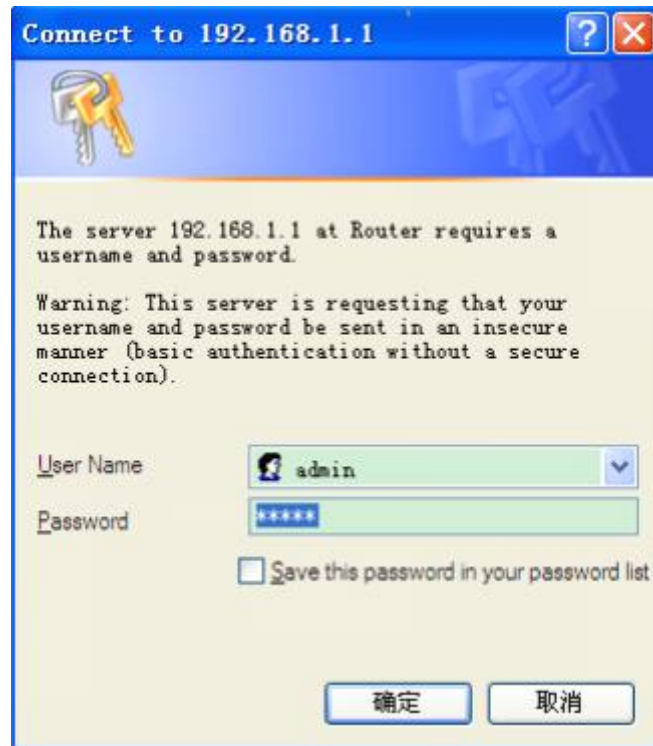 Connect to 192.168.1.1
The server 192.168.1.1 at Router requires a
username and password.
Warning: This server is requesting that your
username and password be sent in an insecure
manner (basic authentication without a secure
connection).
User Name
admin
Password
*****
Save this password in your password list
确定
取消